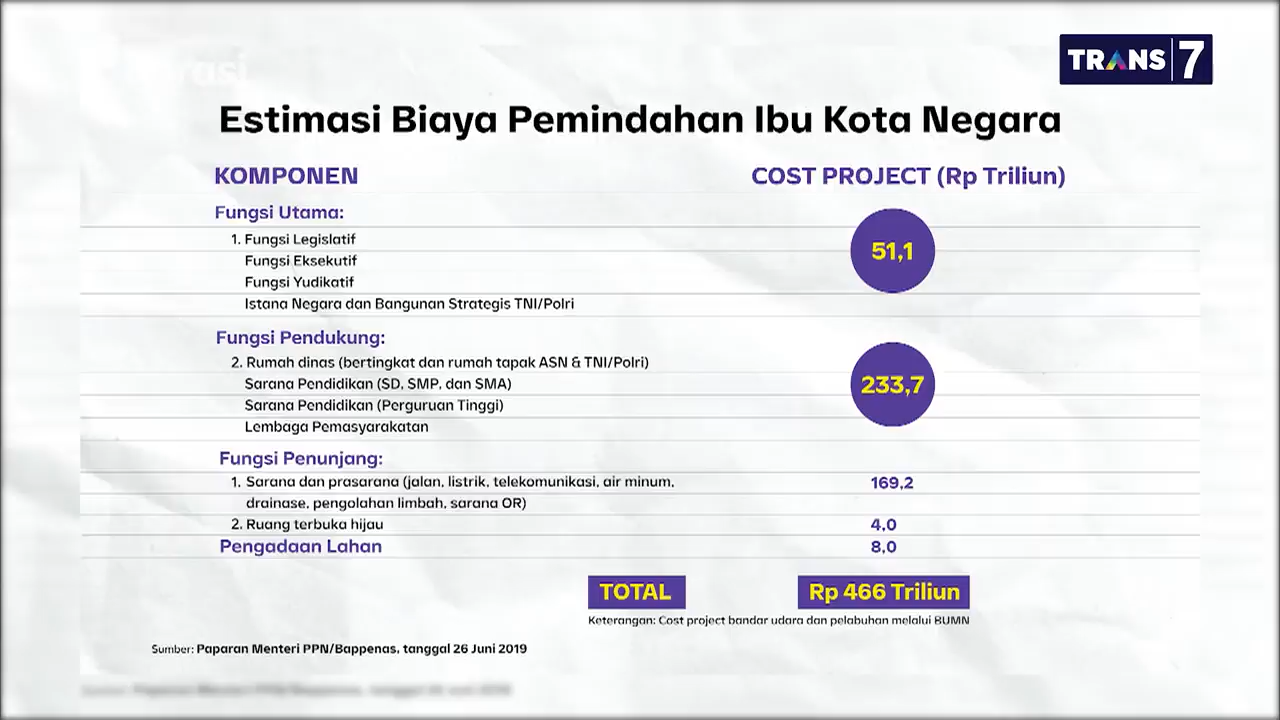 TRANS 7
Estimasi Biaya Pemindahan Ibu Kota Negara
KOMPONEN COST PROJECT (Rp Triliun)
Fungsi Utama:
1. Fungsi Legislatif
Fungsi Eksekutif
51,1
Fungsi Yudikatif
Istana Negara dan Bangunan Strategis TNI/Polri
Fungsi Pendukung:
2. Rumah dinas (bertingkat dan rumah tapak ASN & TNI/Polri)
Sarana Pendidikan (SD, SMP, dan SMA)
233,7
Sarana Pendidikan (Perguruan Tinggi)
Lembaga Pemasyarakatan
Fungsi Penunjang:
1. Sarana dan prasarana (jalan, listrik, telekomunikasi, air minum, 169,2
drainase, pengolahan limbah, sarana OR)
2. Ruang terbuka hijau 4,0
Pengadaan Lahan 8,0
TOTAL Rp 466 Triliun
Keterangan: Cost project bandar udara dan pelabuhan melalui BUMN
Sumber: Paparan Menteri PPN/Bappenas, tanggal 26 Juni 2019